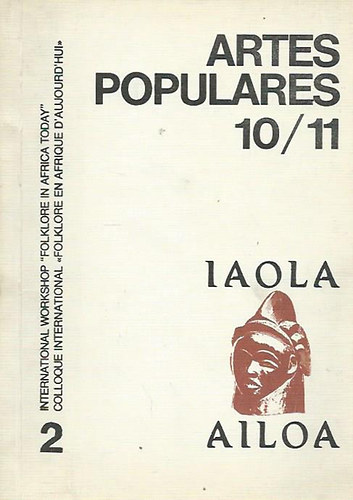 ARTES
POPULARES
10/11
INTERNATIONAL WORKSHOP "FOLKLORE IN AFRICA TODAY"
COLLOQUE INTERNATIONAL «FOLKLORE EN AFRIQUE D'AUJOURD'HUI»
2
IAOLA
AILOA